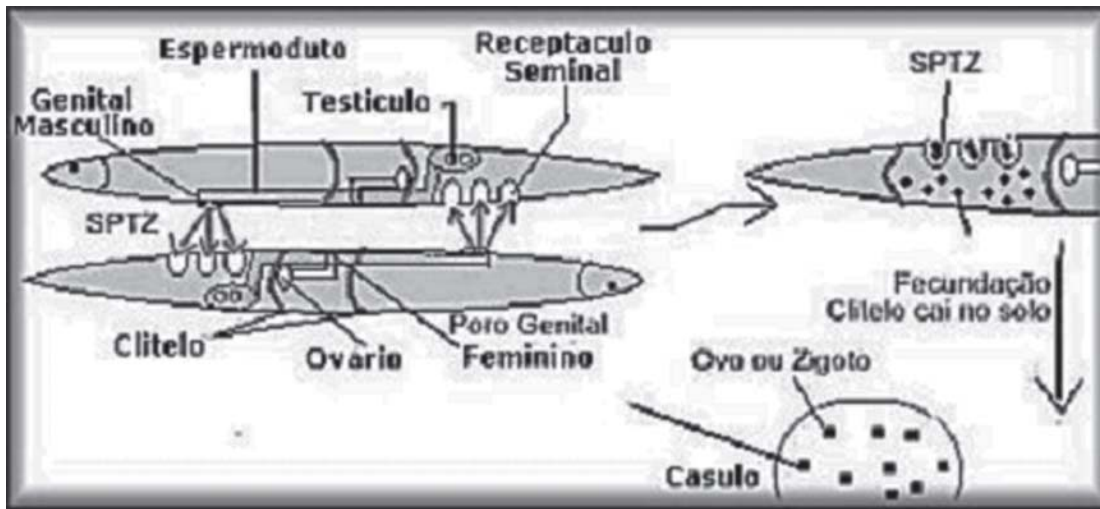 Espermoduto
Receptaculo
Seminal
SPTZ
Genital
Masculino
Testiculo
SPTZ
Clitelo
Ovário
Poro Genital
Feminino
Fecundação
Clitelo cai no solo
Ovo ou Zigoto
Casulo